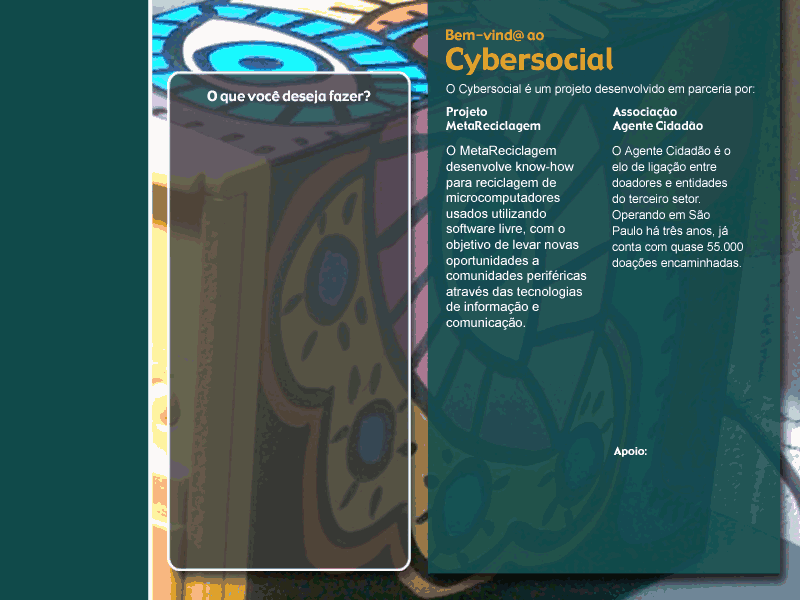 O que você deseja fazer?
Bem-vind@ ao
Cybersocial
O Cybersocial é um projeto desenvolvido em parceria por:
Projeto
MetaReciclagem
O MetaReciclagem
desenvolve know-how
para reciclagem de
microcomputadores
usados utilizando
software livre, com o
objetivo de levar novas
oportunidades a
comunidades periféricas
através das tecnologias
de informação e
comunicação.
Associação
Agente Cidadão
O Agente Cidadão é o
elo de ligação entre
doadores e entidades
do terceiro setor.
Operando em São
Paulo há três anos, já
conta com quase 55.000
doações encaminhadas.
Apoio: